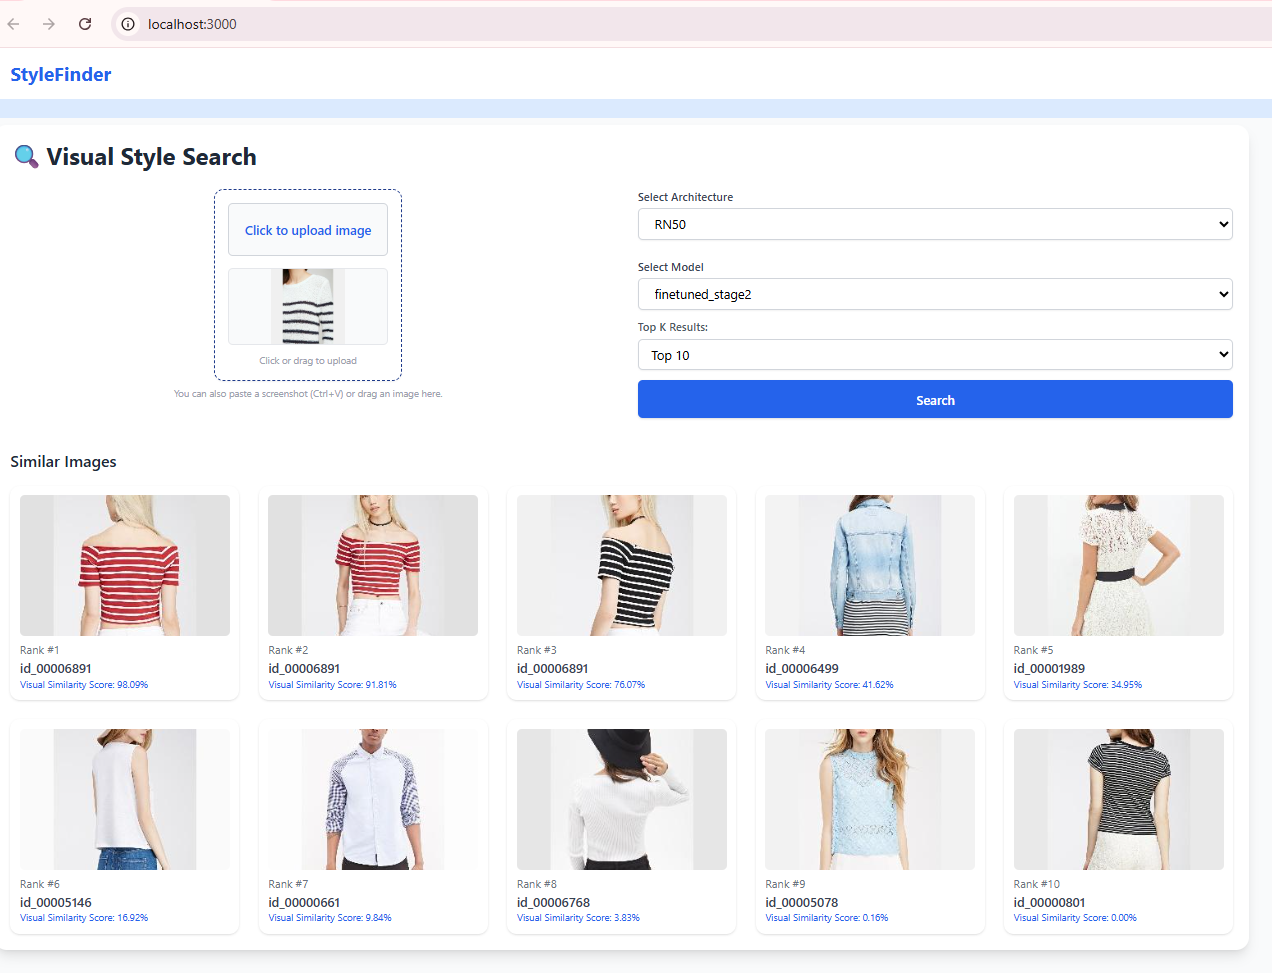 localhost:3000
StyleFinder
Visual Style Search
Click to upload image
Click or drag to upload
You can also paste a screenshot (Ctrl+V) or drag an image here.
Select Architecture
RN50
Select Model
finetuned_stage2
Top K Results:
Top 10
Search
Similar Images
Rank #1
id_00006891
Visual Similarity Score: 98.09%
Rank #2
id_00006891
Visual Similarity Score: 91.81%
Rank #3
id_00006891
Visual Similarity Score: 76.07%
Rank #4
id_00006499
Visual Similarity Score: 41.62%
Rank #5
id_00001989
Visual Similarity Score: 34.95%
Rank #6
id_00005146
Visual Similarity Score: 16.92%
Rank #7
id_00000661
Visual Similarity Score: 9.84%
Rank #8
id_00006768
Visual Similarity Score: 3.83%
Rank #9
id_00005078
Visual Similarity Score: 0.16%
Rank #10
id_00000801
Visual Similarity Score: 0.00%